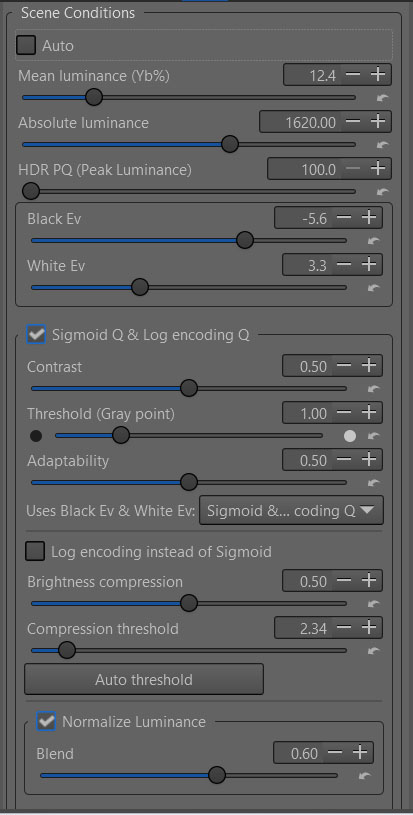 Scene Conditions
Auto
Mean luminance (Yb%) 12.4
Absolute luminance 1620.00
HDR PQ (Peak Luminance) 100.0
Black Ev -5.6
White Ev 3.3
Sigmoid Q & Log encoding Q
Contrast 0.50
Threshold (Gray point) 1.00
Adaptability 0.50
Uses Black Ev & White Ev: Sigmoid &... coding Q
Log encoding instead of Sigmoid
Brightness compression 0.50
Compression threshold 2.34
Auto threshold
Normalize Luminance
Blend 0.60